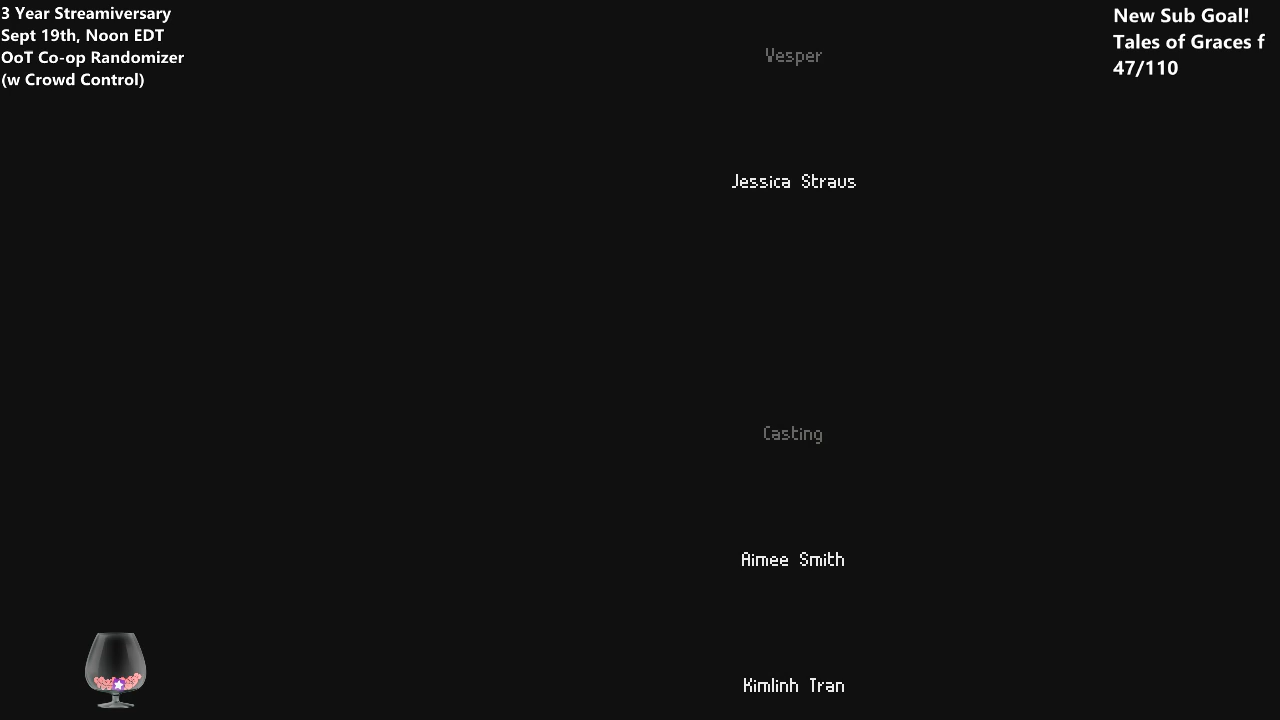 3 Year Streamiversary
Sept 19th, Noon EDT
OoT Co-op Randomizer
(w Crowd Control)
New Sub Goal!
Tales of Graces f
47/110
Vesper
Jessica Straus
Casting
Aimee Smith
Kimlinh Tran